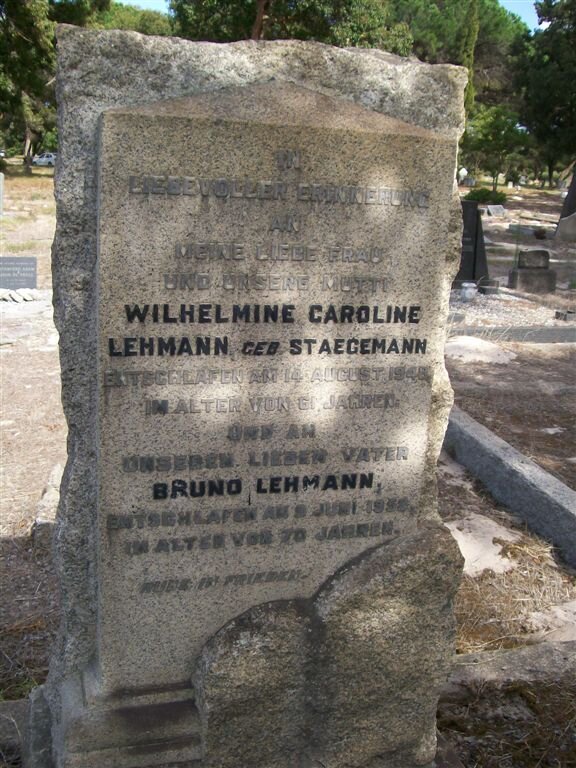 IN
LIEBEVOLLER ERINNERUNG
AN
MEINE LIEBE FRAU
UND UNSERE MUTTI
WILHELMINE CAROLINE
LEHMANN, GEB. STAEGEMANN
ENTSCHLAFEN AM 14. AUGUST
IM ALTER VON 61 JAHREN.
UND AN
UNSEREN LIEBEN VATER
BRUNO LEHMANN,
ENTSCHLAFEN AM JUNI
IM ALTER VON 70 JAHREN.
RUHE IN FRIEDEN.